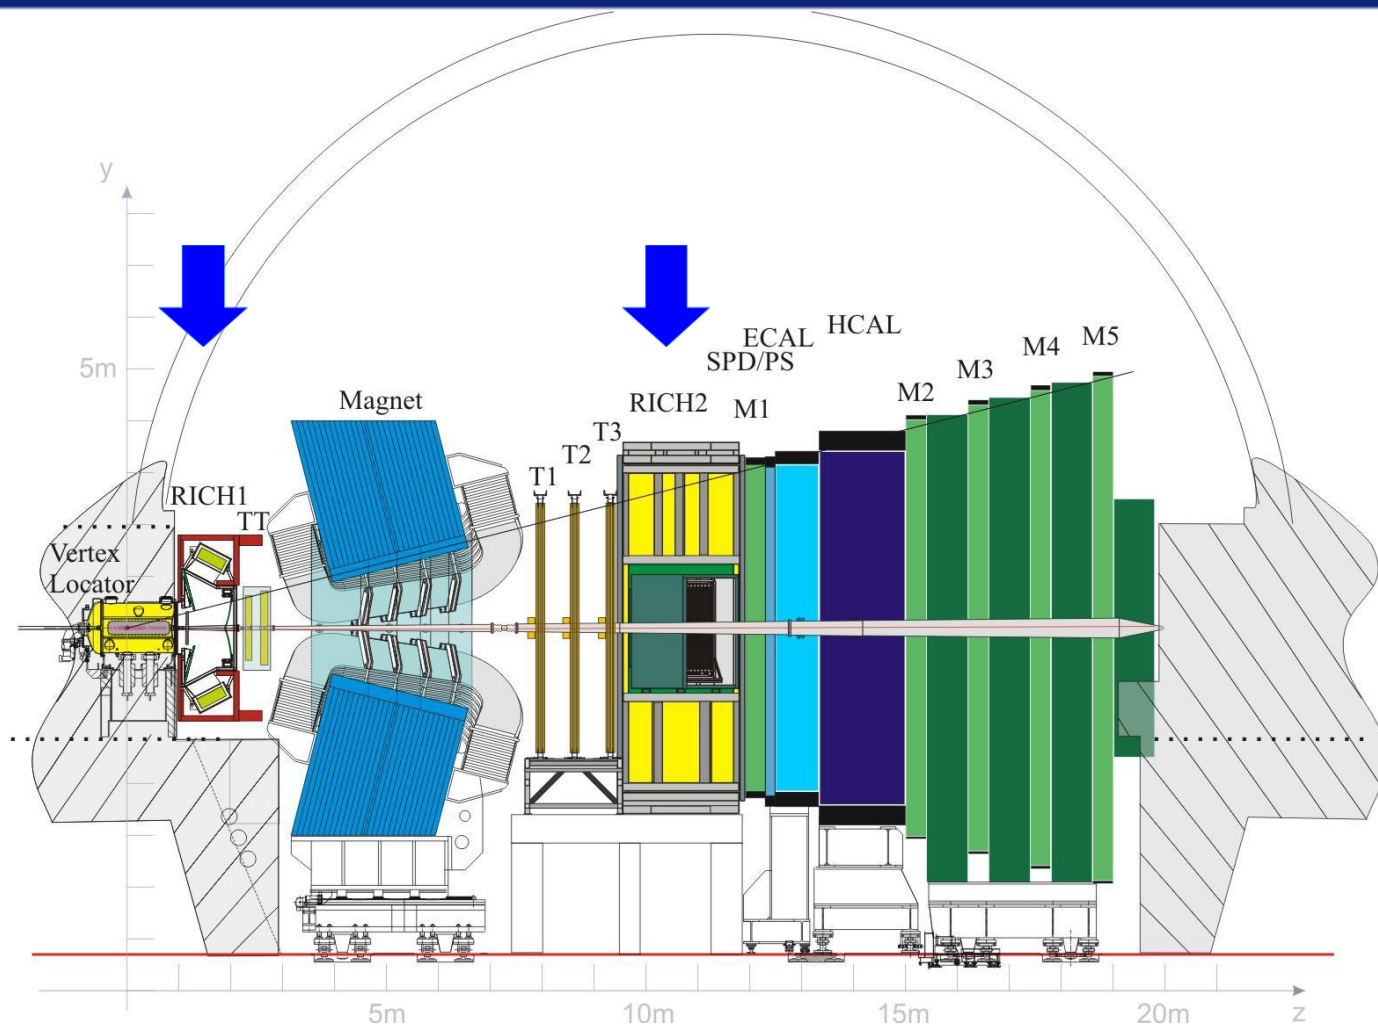 y
5m
HCAL
ECAL
SPD/PS
M5
M4
M3
M2
M1
Magnet
RICH2
T3
T2
T1
RICH1
TT
Vertex
Locator
5m
10m
15m
20m
z